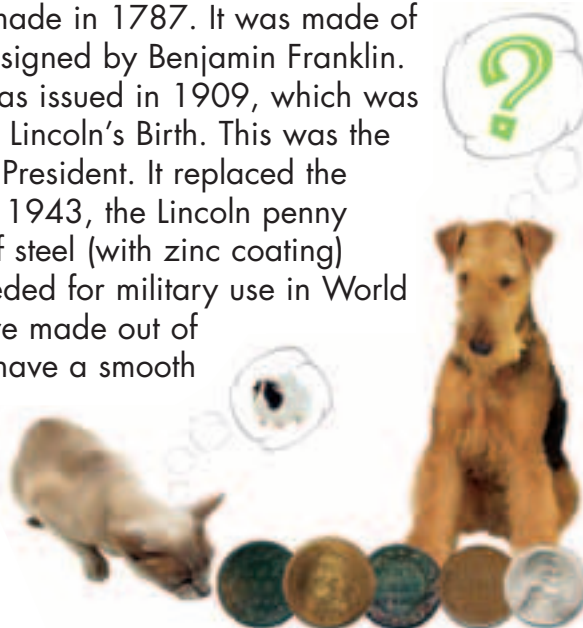 made in 1787. It was made of
signed by Benjamin Franklin.
as issued in 1909, which was
Lincoln's Birth. This was the
President. It replaced the
1943, the Lincoln penny
f steel (with zinc coating)
eded for military use in World
re made out of
have a smooth
?